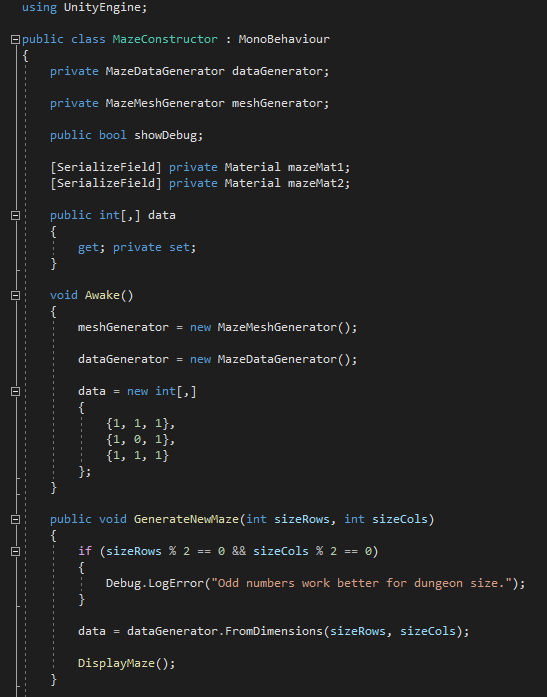 using UnityEngine;
public class MazeConstructor : MonoBehaviour
{
private MazeDataGenerator dataGenerator;
private MazeMeshGenerator meshGenerator;
public bool showDebug;
[SerializeField] private Material mazeMat1;
[SerializeField] private Material mazeMat2;
public int[,] data
{
get; private set;
}
void Awake()
{
meshGenerator = new MazeMeshGenerator();
dataGenerator = new MazeDataGenerator();
data = new int[,]
{
{1, 1, 1},
{1, 0, 1},
{1, 1, 1}
};
}
public void GenerateNewMaze(int sizeRows, int sizeCols)
{
if (sizeRows % 2 == 0 && sizeCols % 2 == 0)
{
Debug.LogError("Odd numbers work better for dungeon size.");
}
data = dataGenerator.FromDimensions(sizeRows, sizeCols);
DisplayMaze();
}